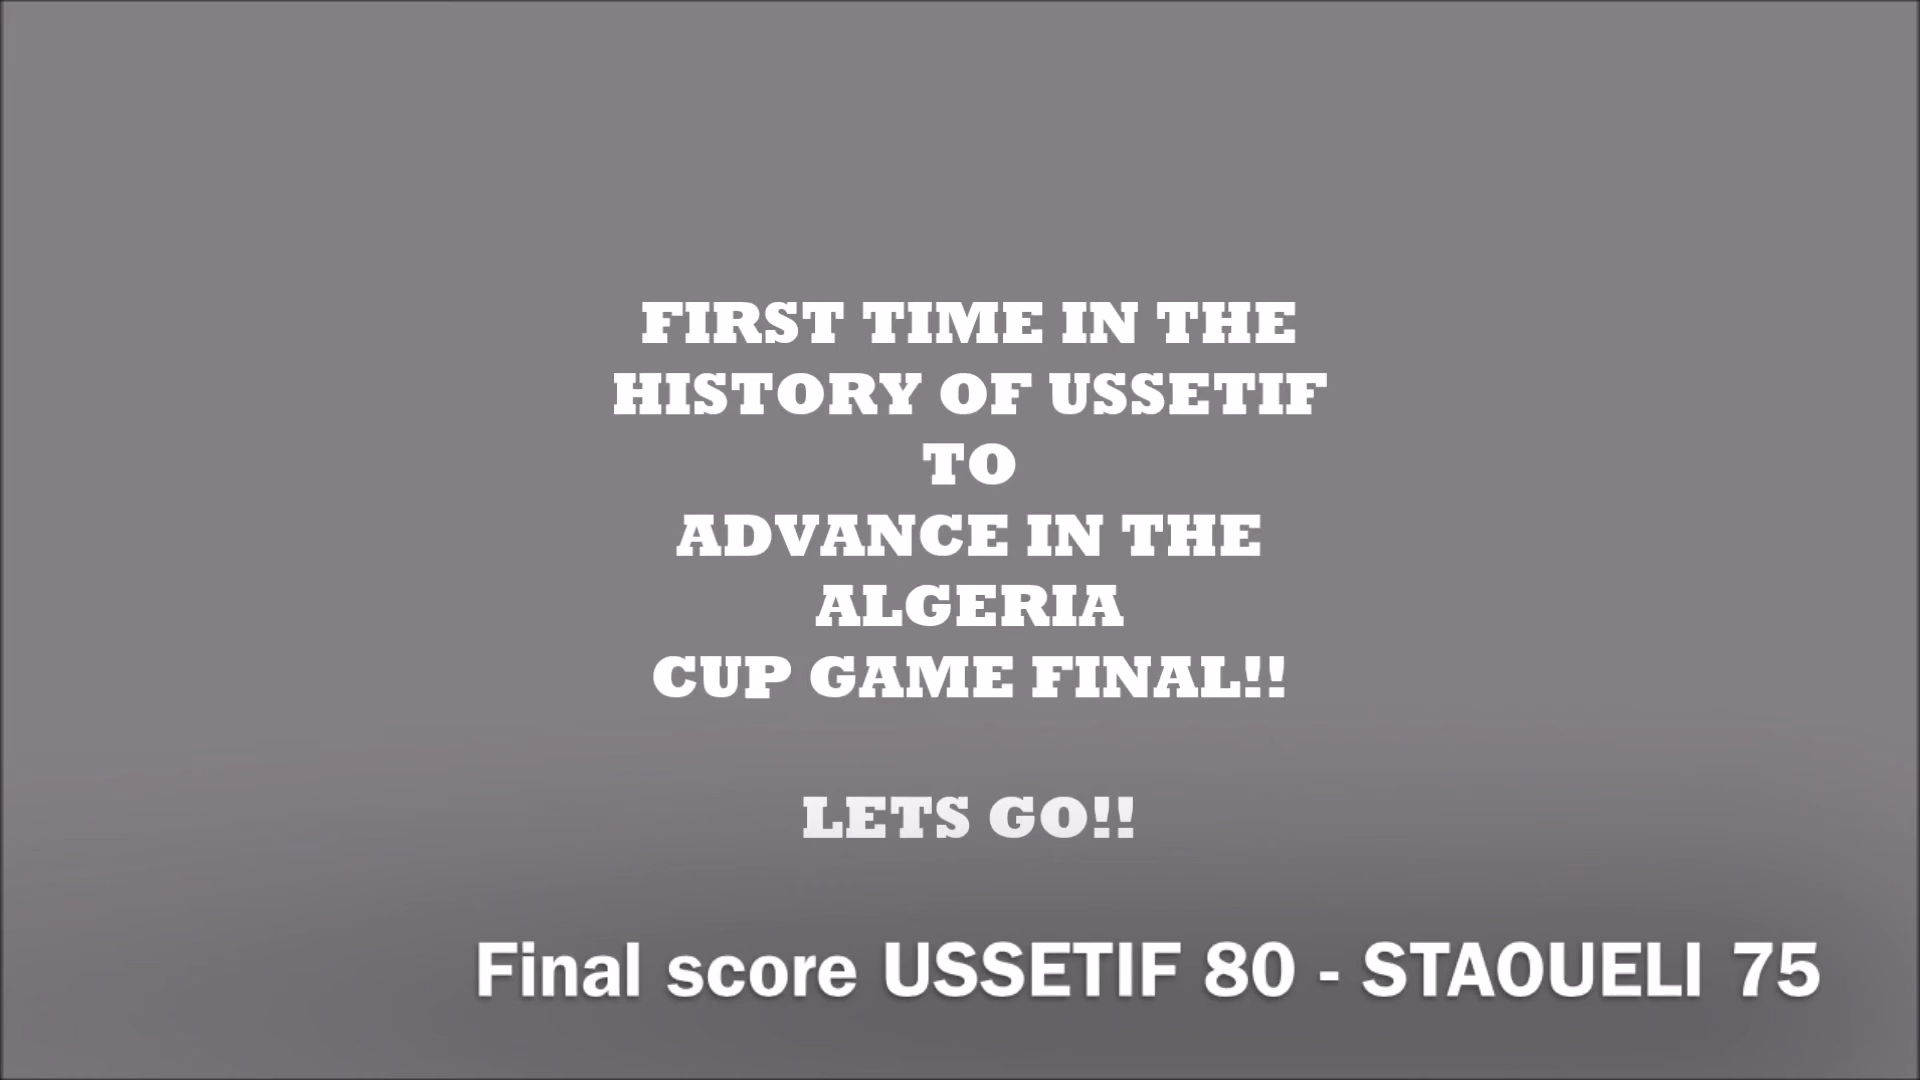 FIRST TIME IN THE
HISTORY OF USSETIF
TO
ADVANCE IN THE
ALGERIA
CUP GAME FINAL!!
LETS GO!!
Final score USSETIF 80 - STAOUELI 75